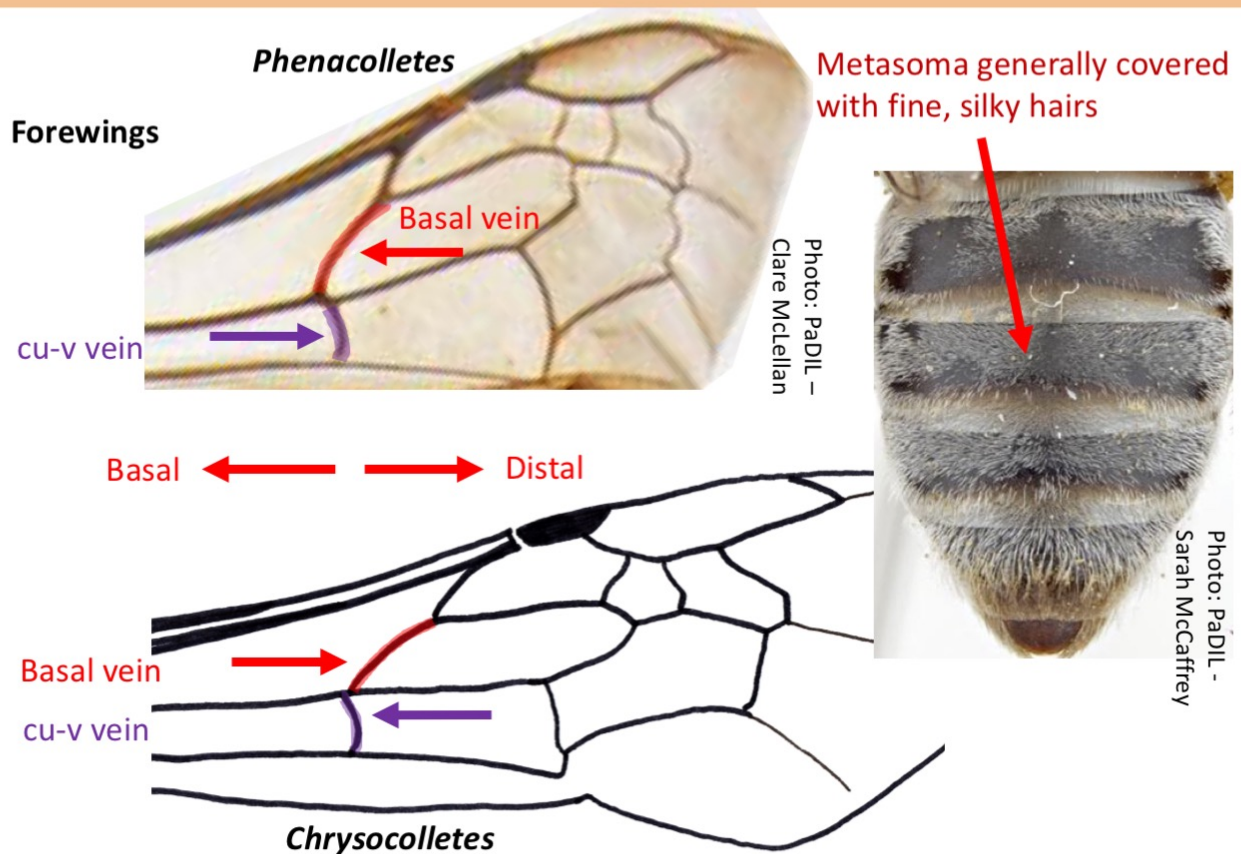 Phenacolletes
Forewings
Metasoma generally covered
with fine, silky hairs
Basal vein
cu-v vein
Photo: PaDIL –
Clare McLellan
Basal
Distal
Basal vein
cu-v vein
Photo: PaDIL -
Sarah McCaffrey
Chrysocolletes